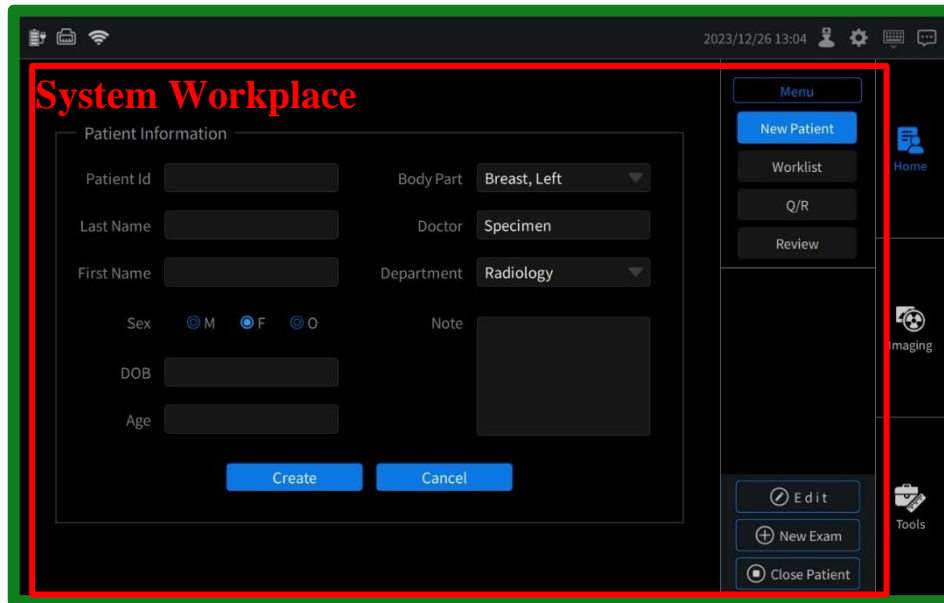 2023/12/26 13:04
System Workplace
Patient Information
Patient Id
Last Name
First Name
Sex M F O
DOB
Age
Body Part Breast, Left
Doctor Specimen
Department Radiology
Note
Create Cancel
Menu
New Patient
Worklist
Q/R
Review
Edit
New Exam
Close Patient
Home
Imaging
Tools